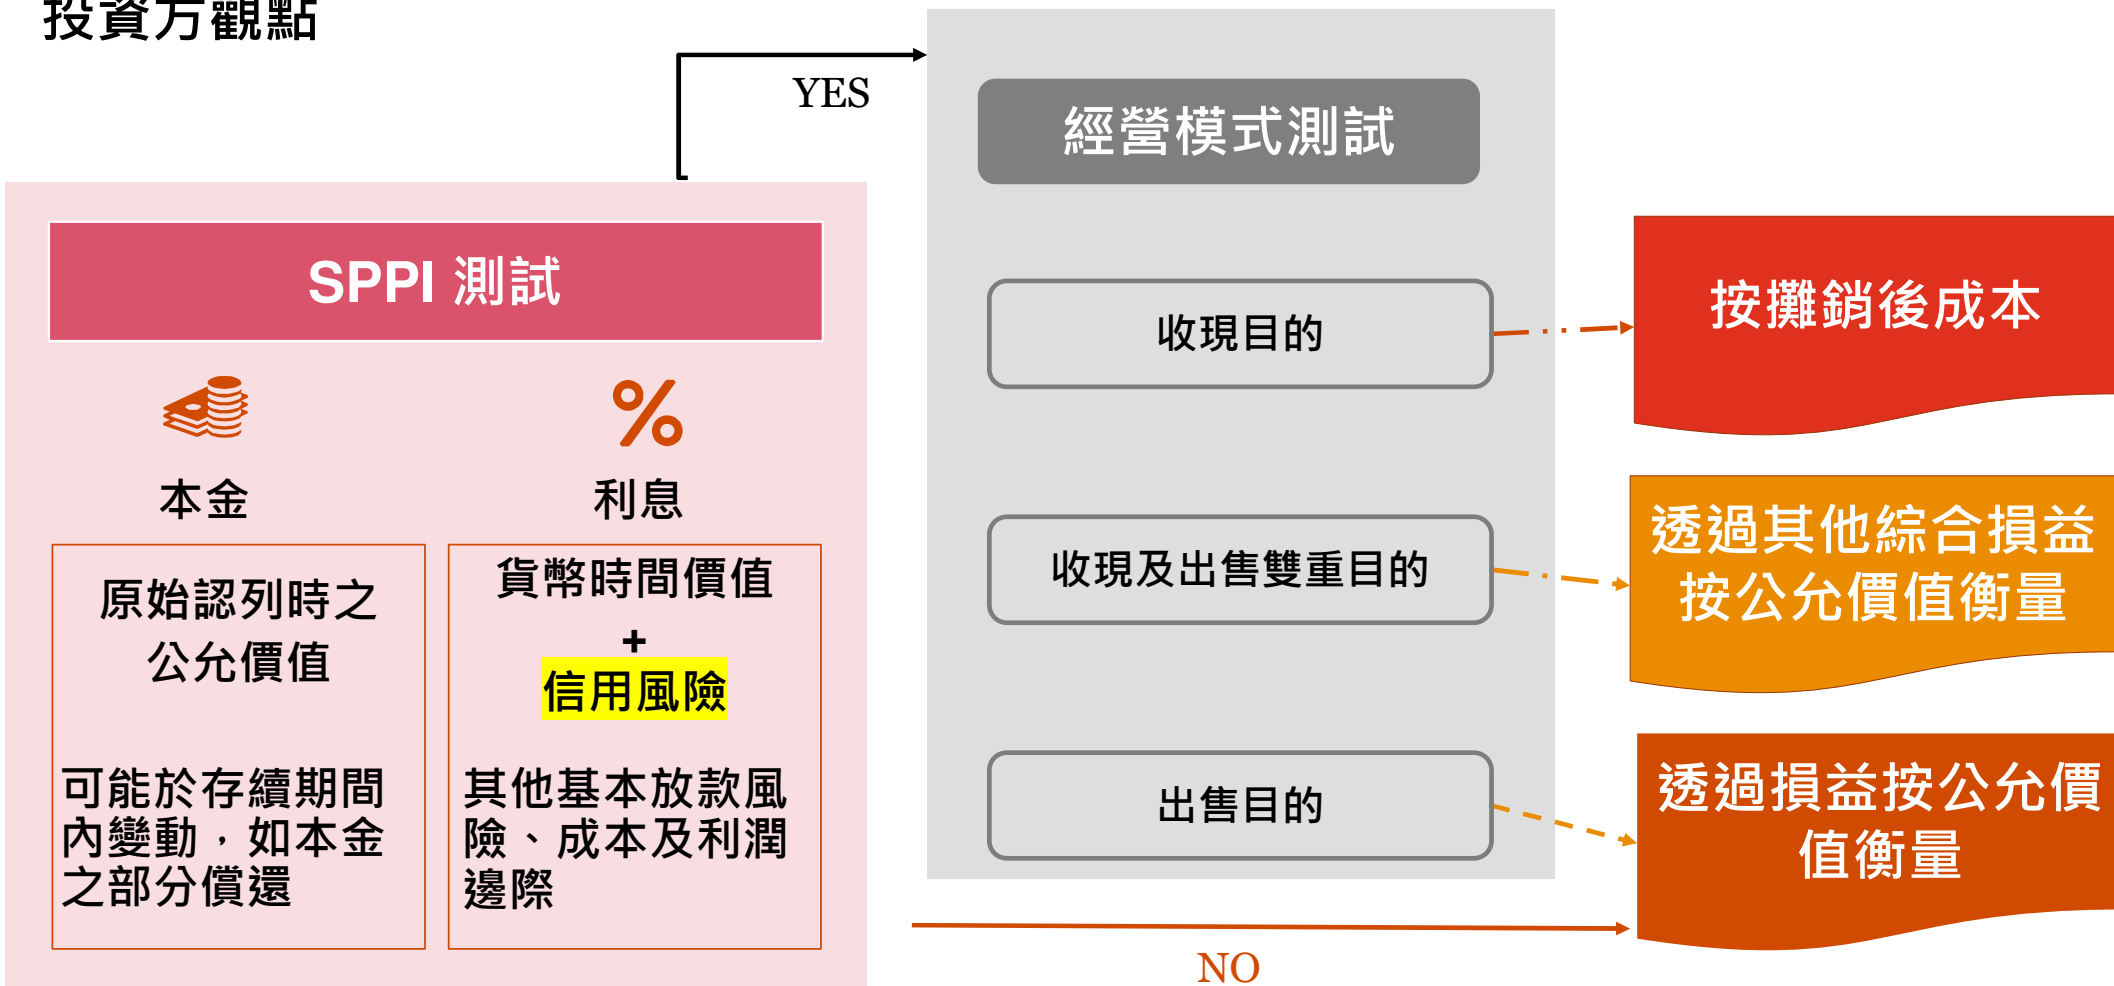 投資方觀點
YES
SPPI 測試
本金
原始認列時之
公允價值
可能於存續期間
內變動，如本金
之部分償還
利息
貨幣時間價值
+
信用風險
其他基本放款風
險、成本及利潤
邊際
經營模式測試
收現目的
收現及出售雙重目的
出售目的
按攤銷後成本
透過其他綜合損益
按公允價值衡量
透過損益按公允價
值衡量
NO